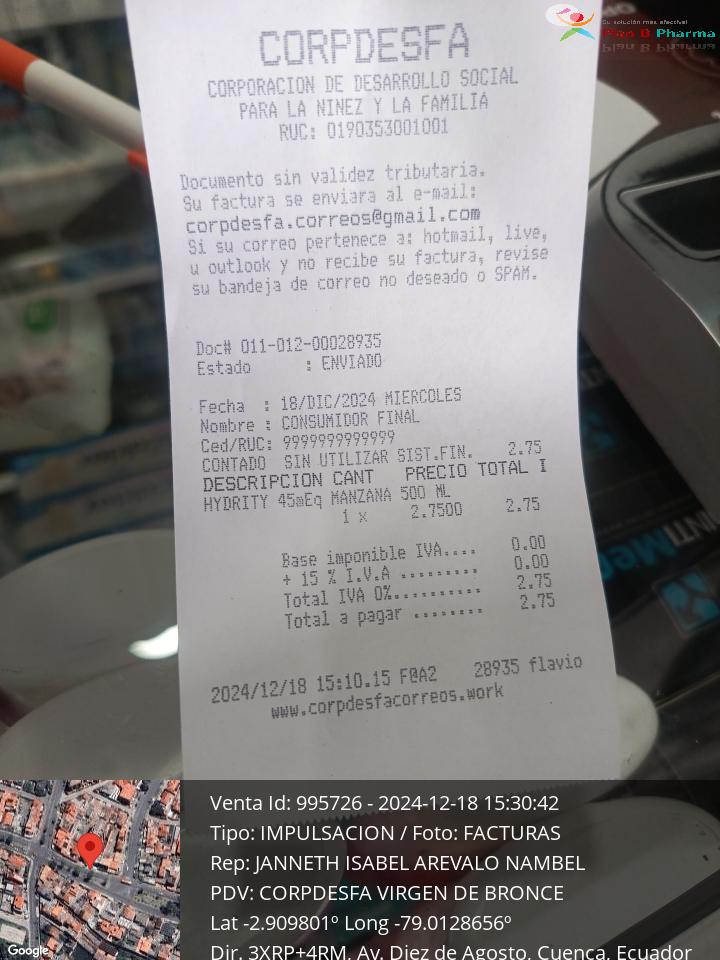 Su solución más efectiva!
Plan B Pharma
CORPDESFA
CORPORACION DE DESARROLLO SOCIAL
PARA LA NINEZ Y LA FAMILIA
RUC: 0190353001001
Documento sin validez tributaria.
Su factura se enviara al e-mail:
corpdesfa.correos@gmail.com
Si su correo pertenece a: hotmail, live,
u outlook y no recibe su factura, revise
su bandeja de correo no deseado o SPAM.
Doc# 011-012-00028935
Estado : ENVIADO
Fecha : 18/DIC/2024 MIERCOLES
Nombre : CONSUMIDOR FINAL
Ced/RUC: 9999999999999
CONTADO SIN UTILIZAR SIST.FIN. 2.75
DESCRIPCION CANT PRECIO TOTAL I
HYDRITY 45mEq MANZANA 500 ML
1 x 2.7500 2.75
Base imponible IVA.... 0.00
+ 15 % I.V.A ......... 0.00
Total IVA 0%.......... 2.75
Total a pagar ........ 2.75
2024/12/18 15:10.15 F@A2 28935 flavio
www.corpdesfacorreos.work
Venta Id: 995726 - 2024-12-18 15:30:42
Tipo: IMPULSACION / Foto: FACTURAS
Rep: JANNETH ISABEL AREVALO NAMBEL
PDV: CORPDESFA VIRGEN DE BRONCE
Lat -2.909801º Long -79.0128656º
Dir. 3XRP+4RM, Av. Diez de Agosto, Cuenca, Ecuador
Google